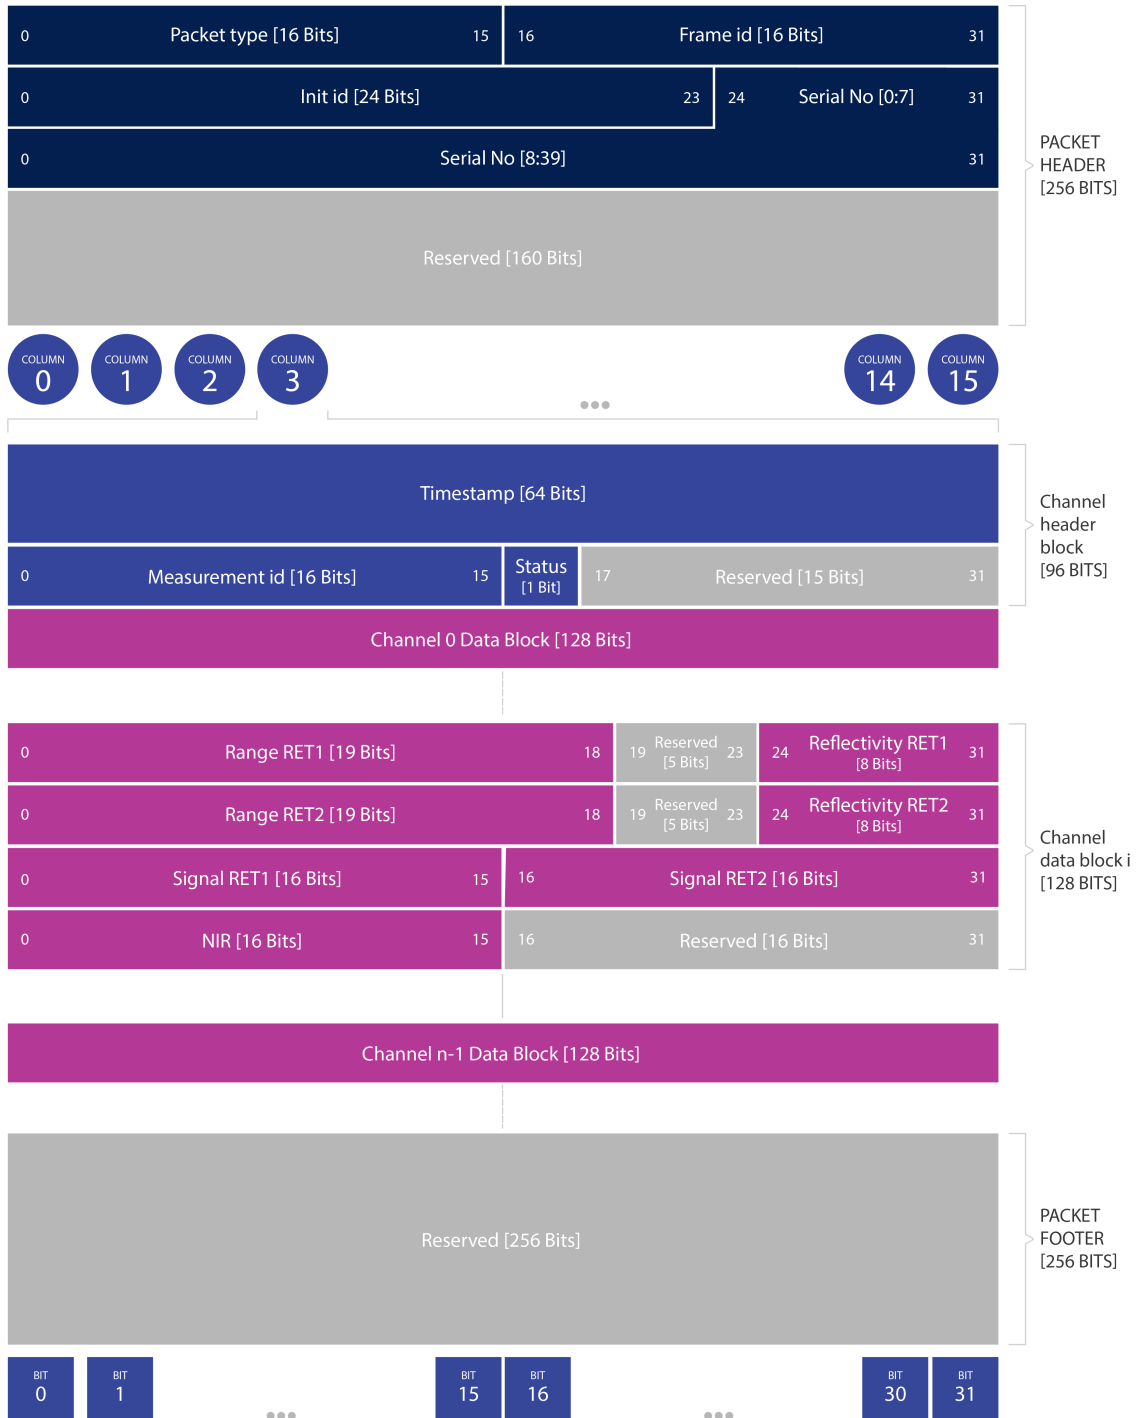 0 Packet type [16 Bits] 15 16 Frame id [16 Bits] 31
0 Init id [24 Bits] 23 24 Serial No [0:7] 31
0 Serial No [8:39] 31
PACKET
HEADER
[256 BITS]
Reserved [160 Bits]
COLUMN COLUMN COLUMN COLUMN COLUMN COLUMN
0 1 2 3 14 15
Timestamp [64 Bits]
0 Measurement id [16 Bits] 15 Status 17 Reserved [15 Bits] 31
[1 Bit]
Channel
header
block
[96 BITS]
Channel 0 Data Block [128 Bits]
0 Range RET1 [19 Bits] 18 19 Reserved 23 24 Reflectivity RET1 31
[5 Bits] [8 Bits]
0 Range RET2 [19 Bits] 18 19 Reserved 23 24 Reflectivity RET2 31
[5 Bits] [8 Bits]
0 Signal RET1 [16 Bits] 15 16 Signal RET2 [16 Bits] 31
0 NIR [16 Bits] 15 16 Reserved [16 Bits] 31
Channel
data block i
[128 BITS]
Channel n-1 Data Block [128 Bits]
Reserved [256 Bits]
PACKET
FOOTER
[256 BITS]
BIT BIT BIT BIT BIT BIT
0 1 15 16 30 31